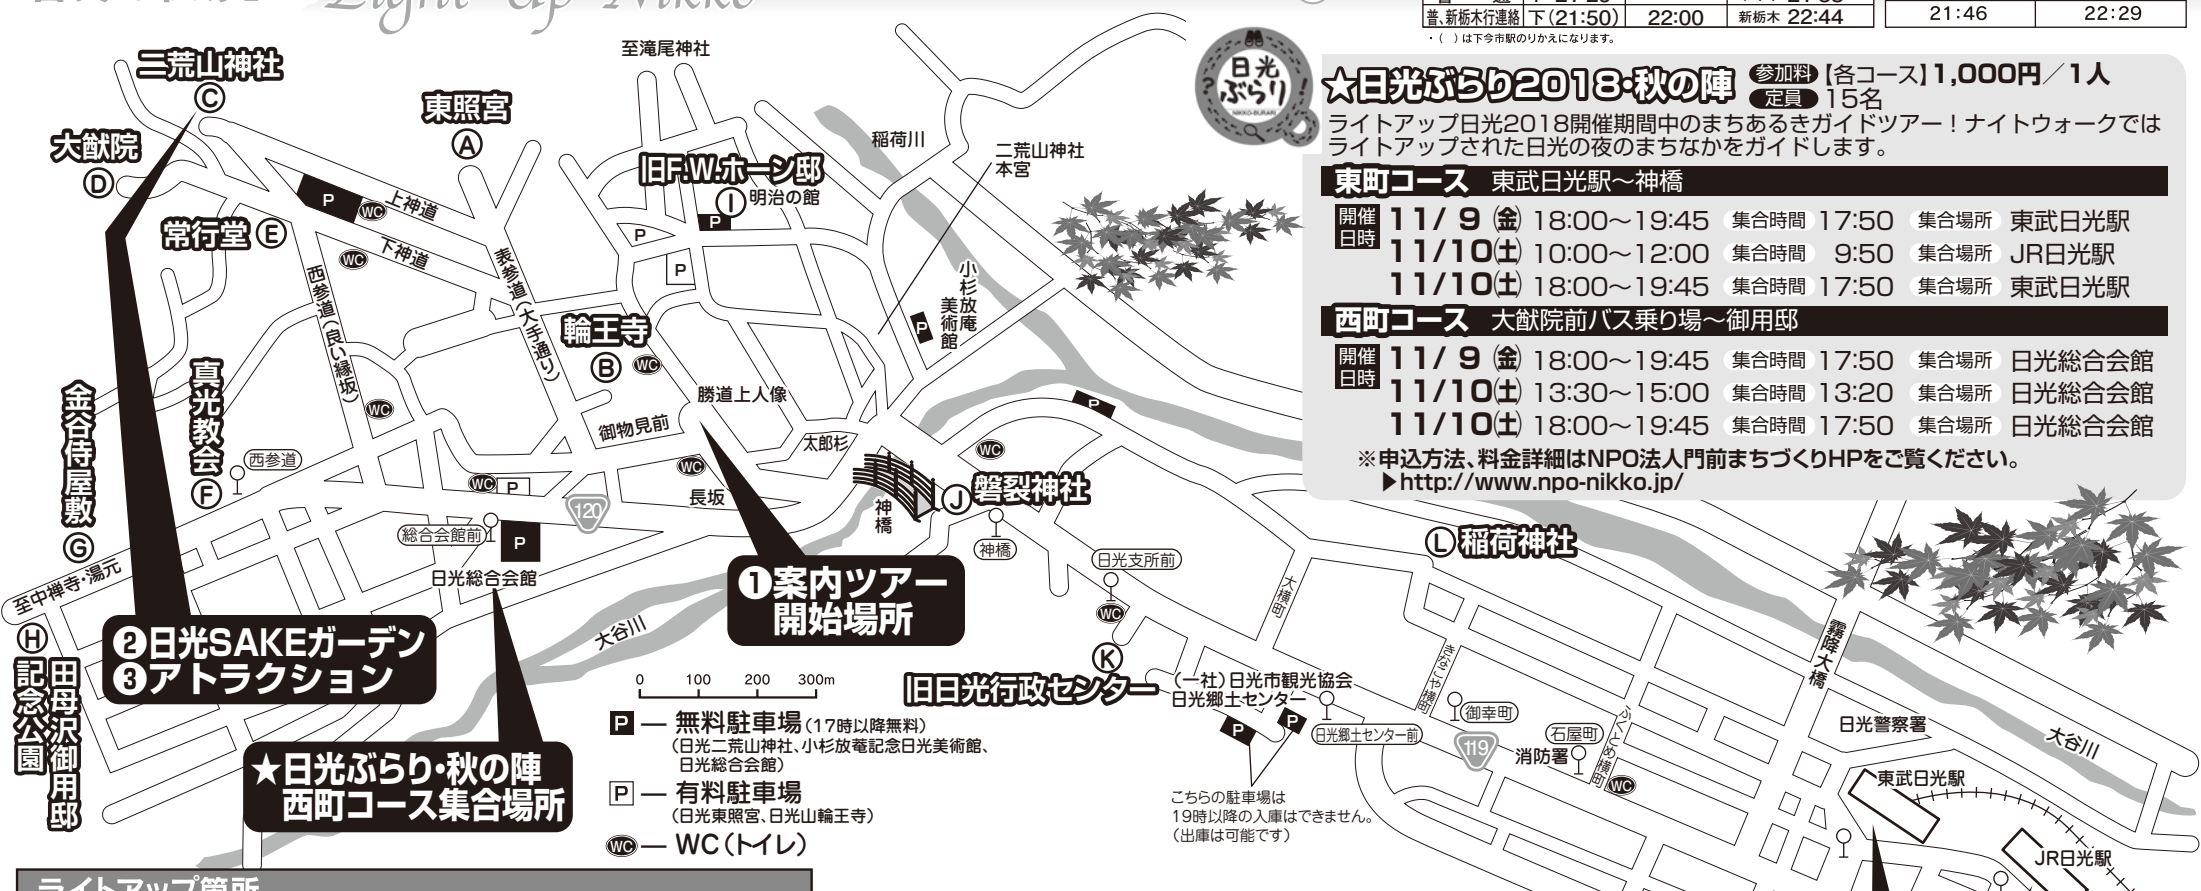 Light Up Nikko
普、新栃木行連絡 下(21:50) 22:00 新栃木 22:44
21:46 22:29
・( )は下今市駅のりかえになります。
日光
ぶらり
NIKKO-BURARI
★日光ぶらり2018・秋の陣
参加料【各コース】1,000円／1人
定員 15名
ライトアップ日光2018開催期間中のまちあるきガイドツアー！ナイトウォークでは
ライトアップされた日光の夜のまちなかをガイドします。
東町コース 東武日光駅〜神橋
開催日時 11/ 9 ㈮ 18:00〜19:45 集合時間 17:50 集合場所 東武日光駅
11/10㈯ 10:00〜12:00 集合時間 9:50 集合場所 JR日光駅
11/10㈯ 18:00〜19:45 集合時間 17:50 集合場所 東武日光駅
西町コース 大猷院前バス乗り場〜御用邸
開催日時 11/ 9 ㈮ 18:00〜19:45 集合時間 17:50 集合場所 日光総合会館
11/10㈯ 13:30〜15:00 集合時間 13:20 集合場所 日光総合会館
11/10㈯ 18:00〜19:45 集合時間 17:50 集合場所 日光総合会館
※申込方法、料金詳細はNPO法人門前まちづくりHPをご覧ください。
▶http://www.npo-nikko.jp/
至滝尾神社
二荒山神社
Ⓒ
東照宮
Ⓐ
大猷院
Ⓓ
旧F.W.ホーン邸
Ⓘ 明治の館
稲荷川
二荒山神社
本宮
P
WC
上神道
P
常行堂 Ⓔ
下神道
WC
P
P
西参道(良い縁坂)
表参道(大手通り)
小杉放庵
美術館
P
輪王寺
Ⓑ WC
勝道上人像
P
WC
御物見前
太郎杉
真光教会
Ⓕ
金谷侍屋敷
Ⓖ
西参道
WC
WC P
WC
長坂
120
神橋
Ⓙ 磐裂神社
総合会館前
P
日光総合会館
神橋
日光支所前
WC
Ⓛ 稲荷神社
至中禅寺・湯元
❶案内ツアー
開始場所
大谷川
大横町
Ⓗ
田母沢御用邸
記念公園
❷日光SAKEガーデン
❸アトラクション
Ⓚ
旧日光行政センター
(一社)日光市観光協会
日光郷土センター
きなこや横町
霧降大橋
0 100 200 300m
P — 無料駐車場(17時以降無料)
(日光二荒山神社、小杉放菴記念日光美術館、
日光総合会館)
P — 有料駐車場
(日光東照宮、日光山輪王寺)
WC — WC(トイレ)
★日光ぶらり・秋の陣
西町コース集合場所
P
P
日光郷土センター前
御幸町
119
石屋町
消防署
ふくとめ横町
WC
日光警察署
大谷川
東武日光駅
JR日光駅
こちらの駐車場は
19時以降の入庫はできません。
(出庫は可能です)
ライトアップ箇所